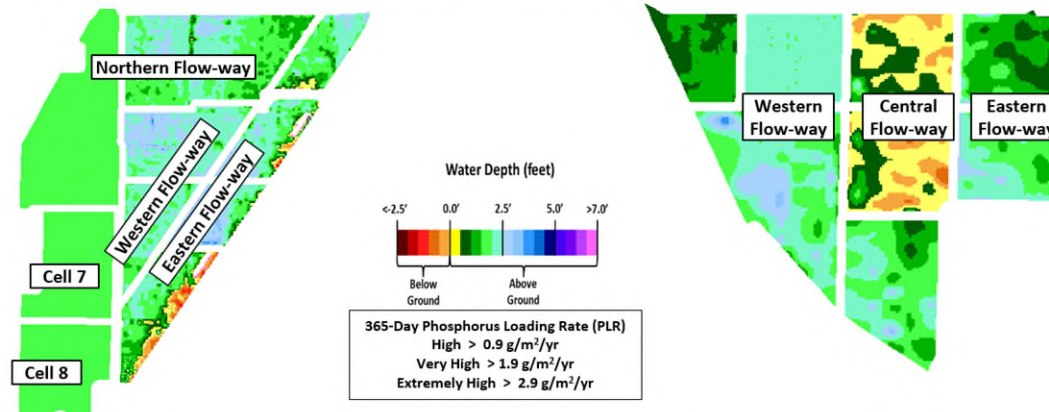 Northern Flow-way
Western Flow-way
Eastern Flow-way
Cell 7
Cell 8
Water Depth (feet)
<-2.5' 0.0' 2.5' 5.0' >7.0'
Below
Ground
Above
Ground
365-Day Phosphorus Loading Rate (PLR)
High > 0.9 g/m²/yr
Very High > 1.9 g/m²/yr
Extremely High > 2.9 g/m²/yr
Western
Flow-way
Central
Flow-way
Eastern
Flow-way